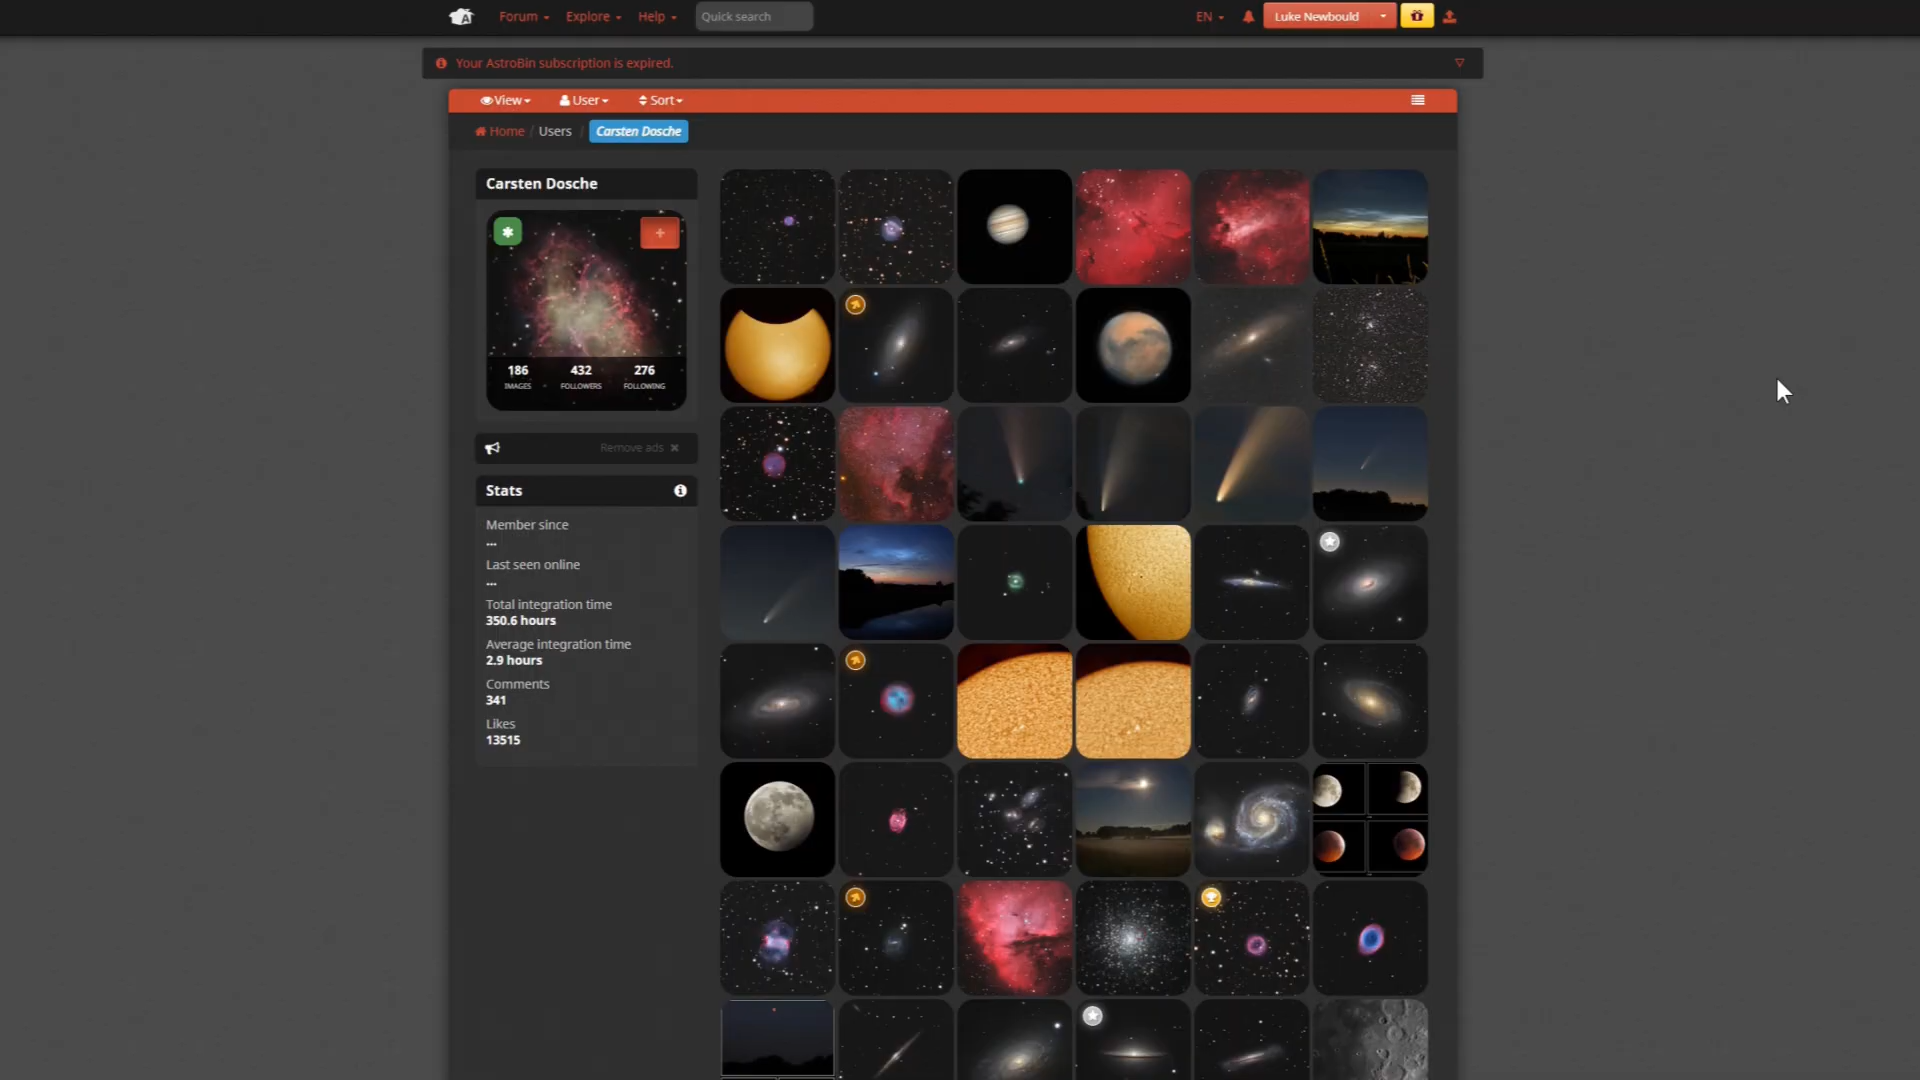 Forum
Explore
Help
Quick search
EN
Luke Newbould
Your AstroBin subscription is expired.
View
User
Sort
Home / Users / Carsten Dosche
Carsten Dosche
186 432 276
IMAGES FOLLOWERS FOLLOWING
Remove ads
Stats
Member since
...
Last seen online
...
Total integration time
350.6 hours
Average integration time
2.9 hours
Comments
341
Likes
13515